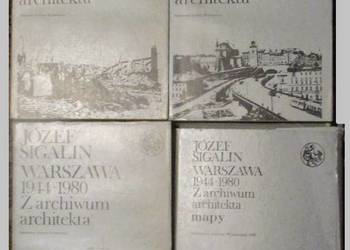 architekta
architekta
JÓZEF
SIGALIN
WARSZAWA
1944-1980
Z archiwum
architekta
JÓZEF
SIGALIN
WARSZAWA
1944-1980
Z archiwum
architekta
mapy